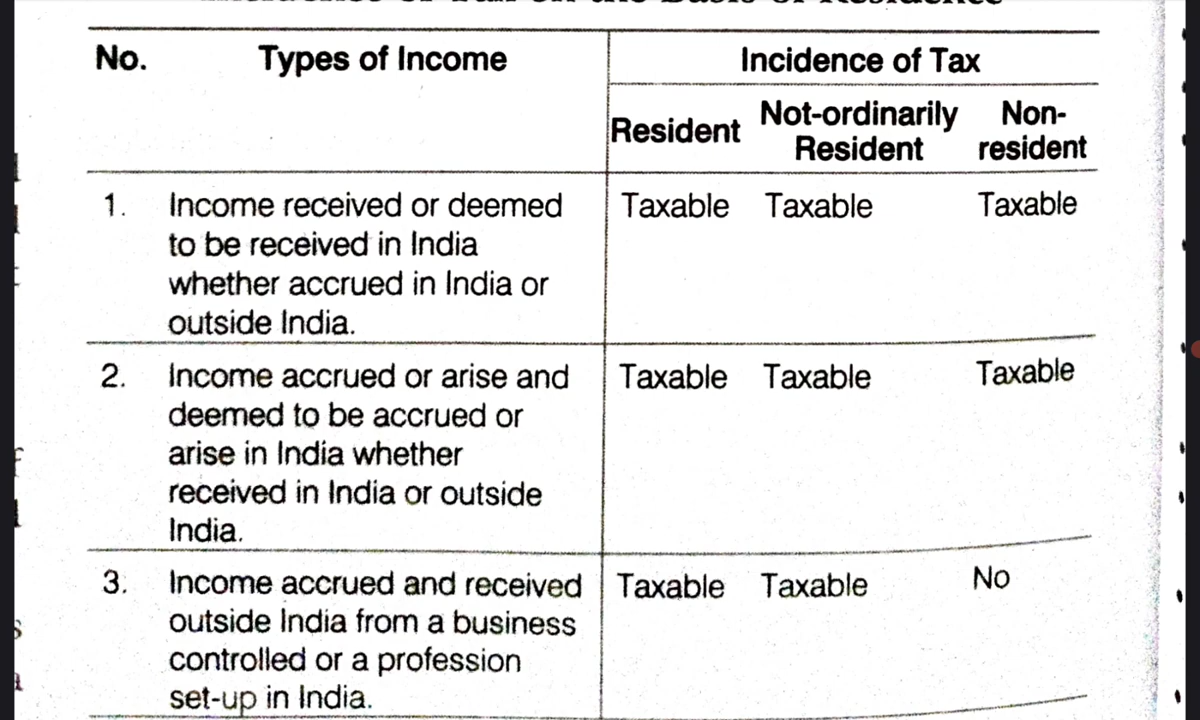 No. Types of Income Incidence of Tax
Resident Not-ordinarily Resident Non-resident
1. Income received or deemed Taxable Taxable Taxable
to be received in India
whether accrued in India or
outside India.
2. Income accrued or arise and Taxable Taxable Taxable
deemed to be accrued or
arise in India whether
received in India or outside
India.
3. Income accrued and received Taxable Taxable No
outside India from a business
controlled or a profession
set-up in India.